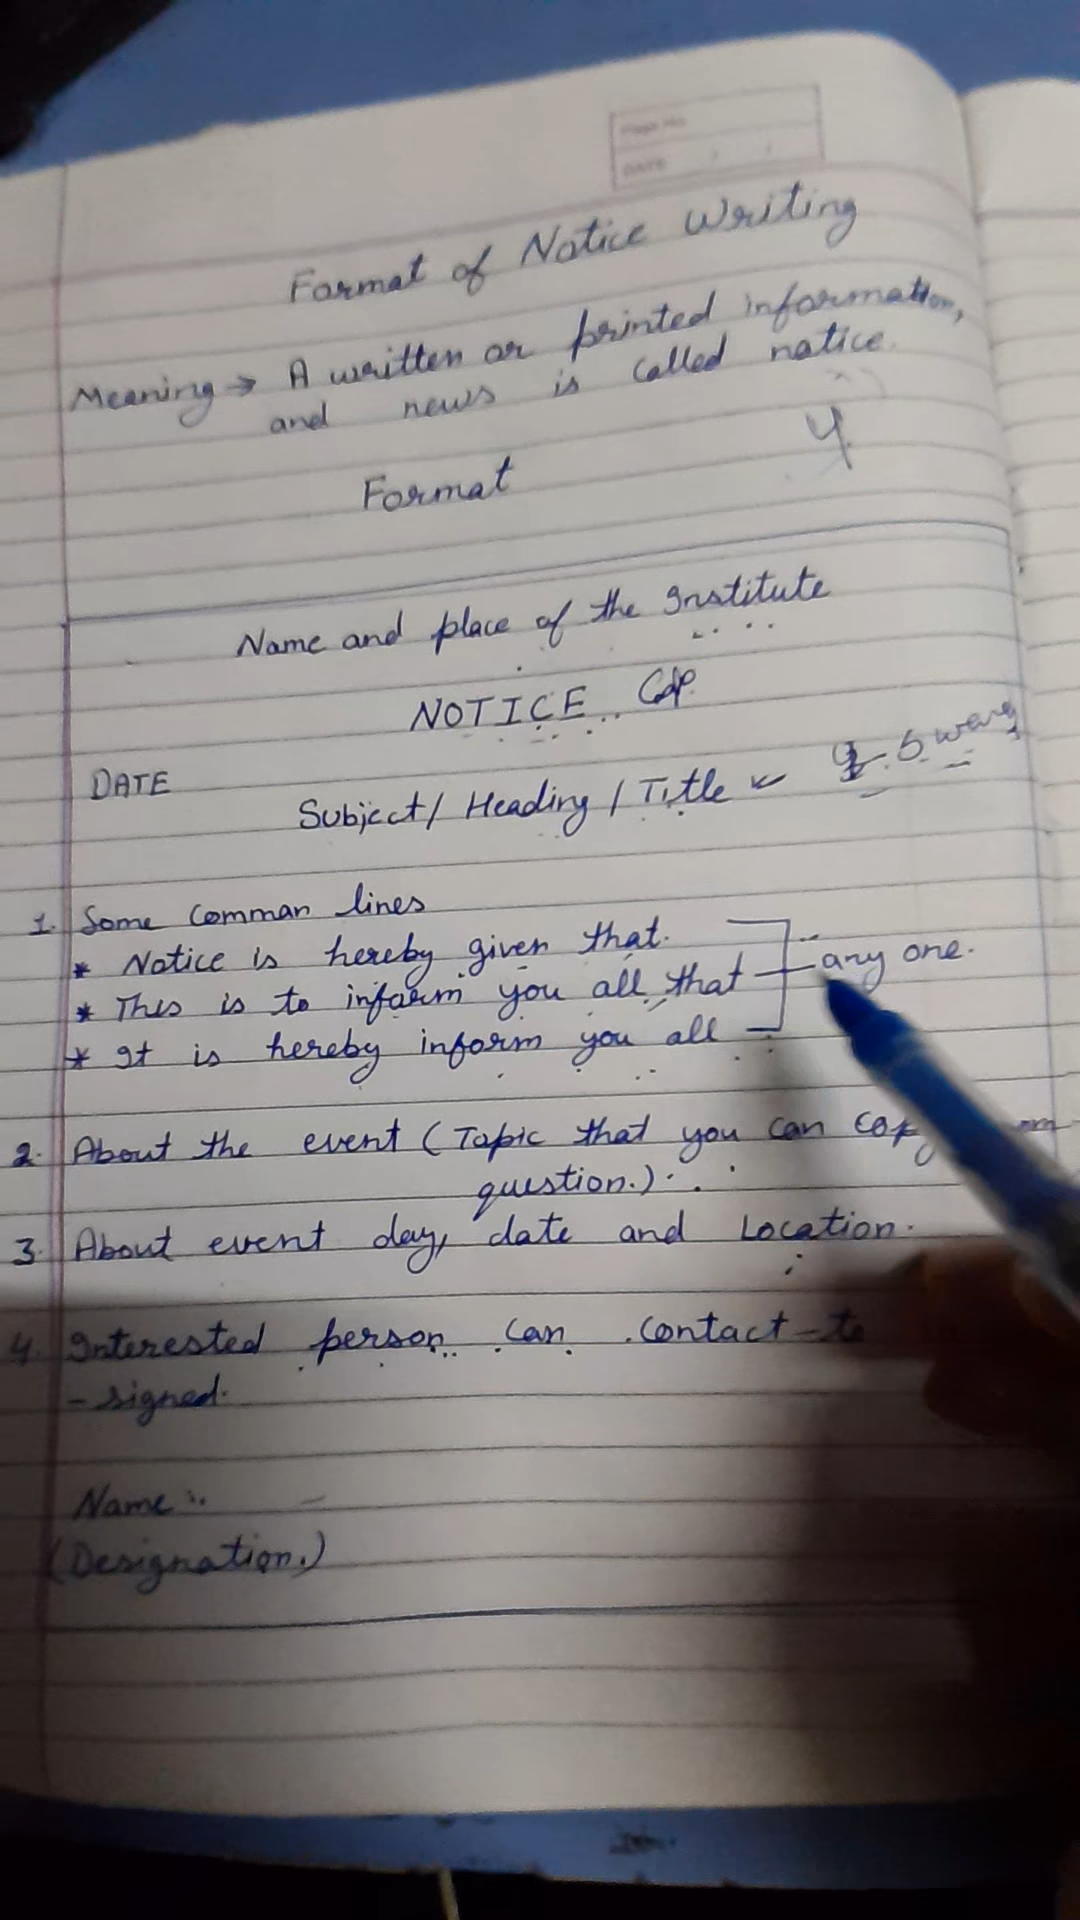 Page No.
DATE / /
Format of Notice Writing
Meaning → A written or printed information,
and news is called notice.
4
Format
Name and place of the Institute
NOTICE
DATE
Subject/ Heading / Title ✓
1. Some comman lines
* Notice is hereby given that.
* This is to inform you all that any one.
* It is hereby inform you all
2. About the event (Topic that you can
question.)
3. About event day, date and Location.
4. Interested person can contact to
- signed.
Name :
(Designation.)